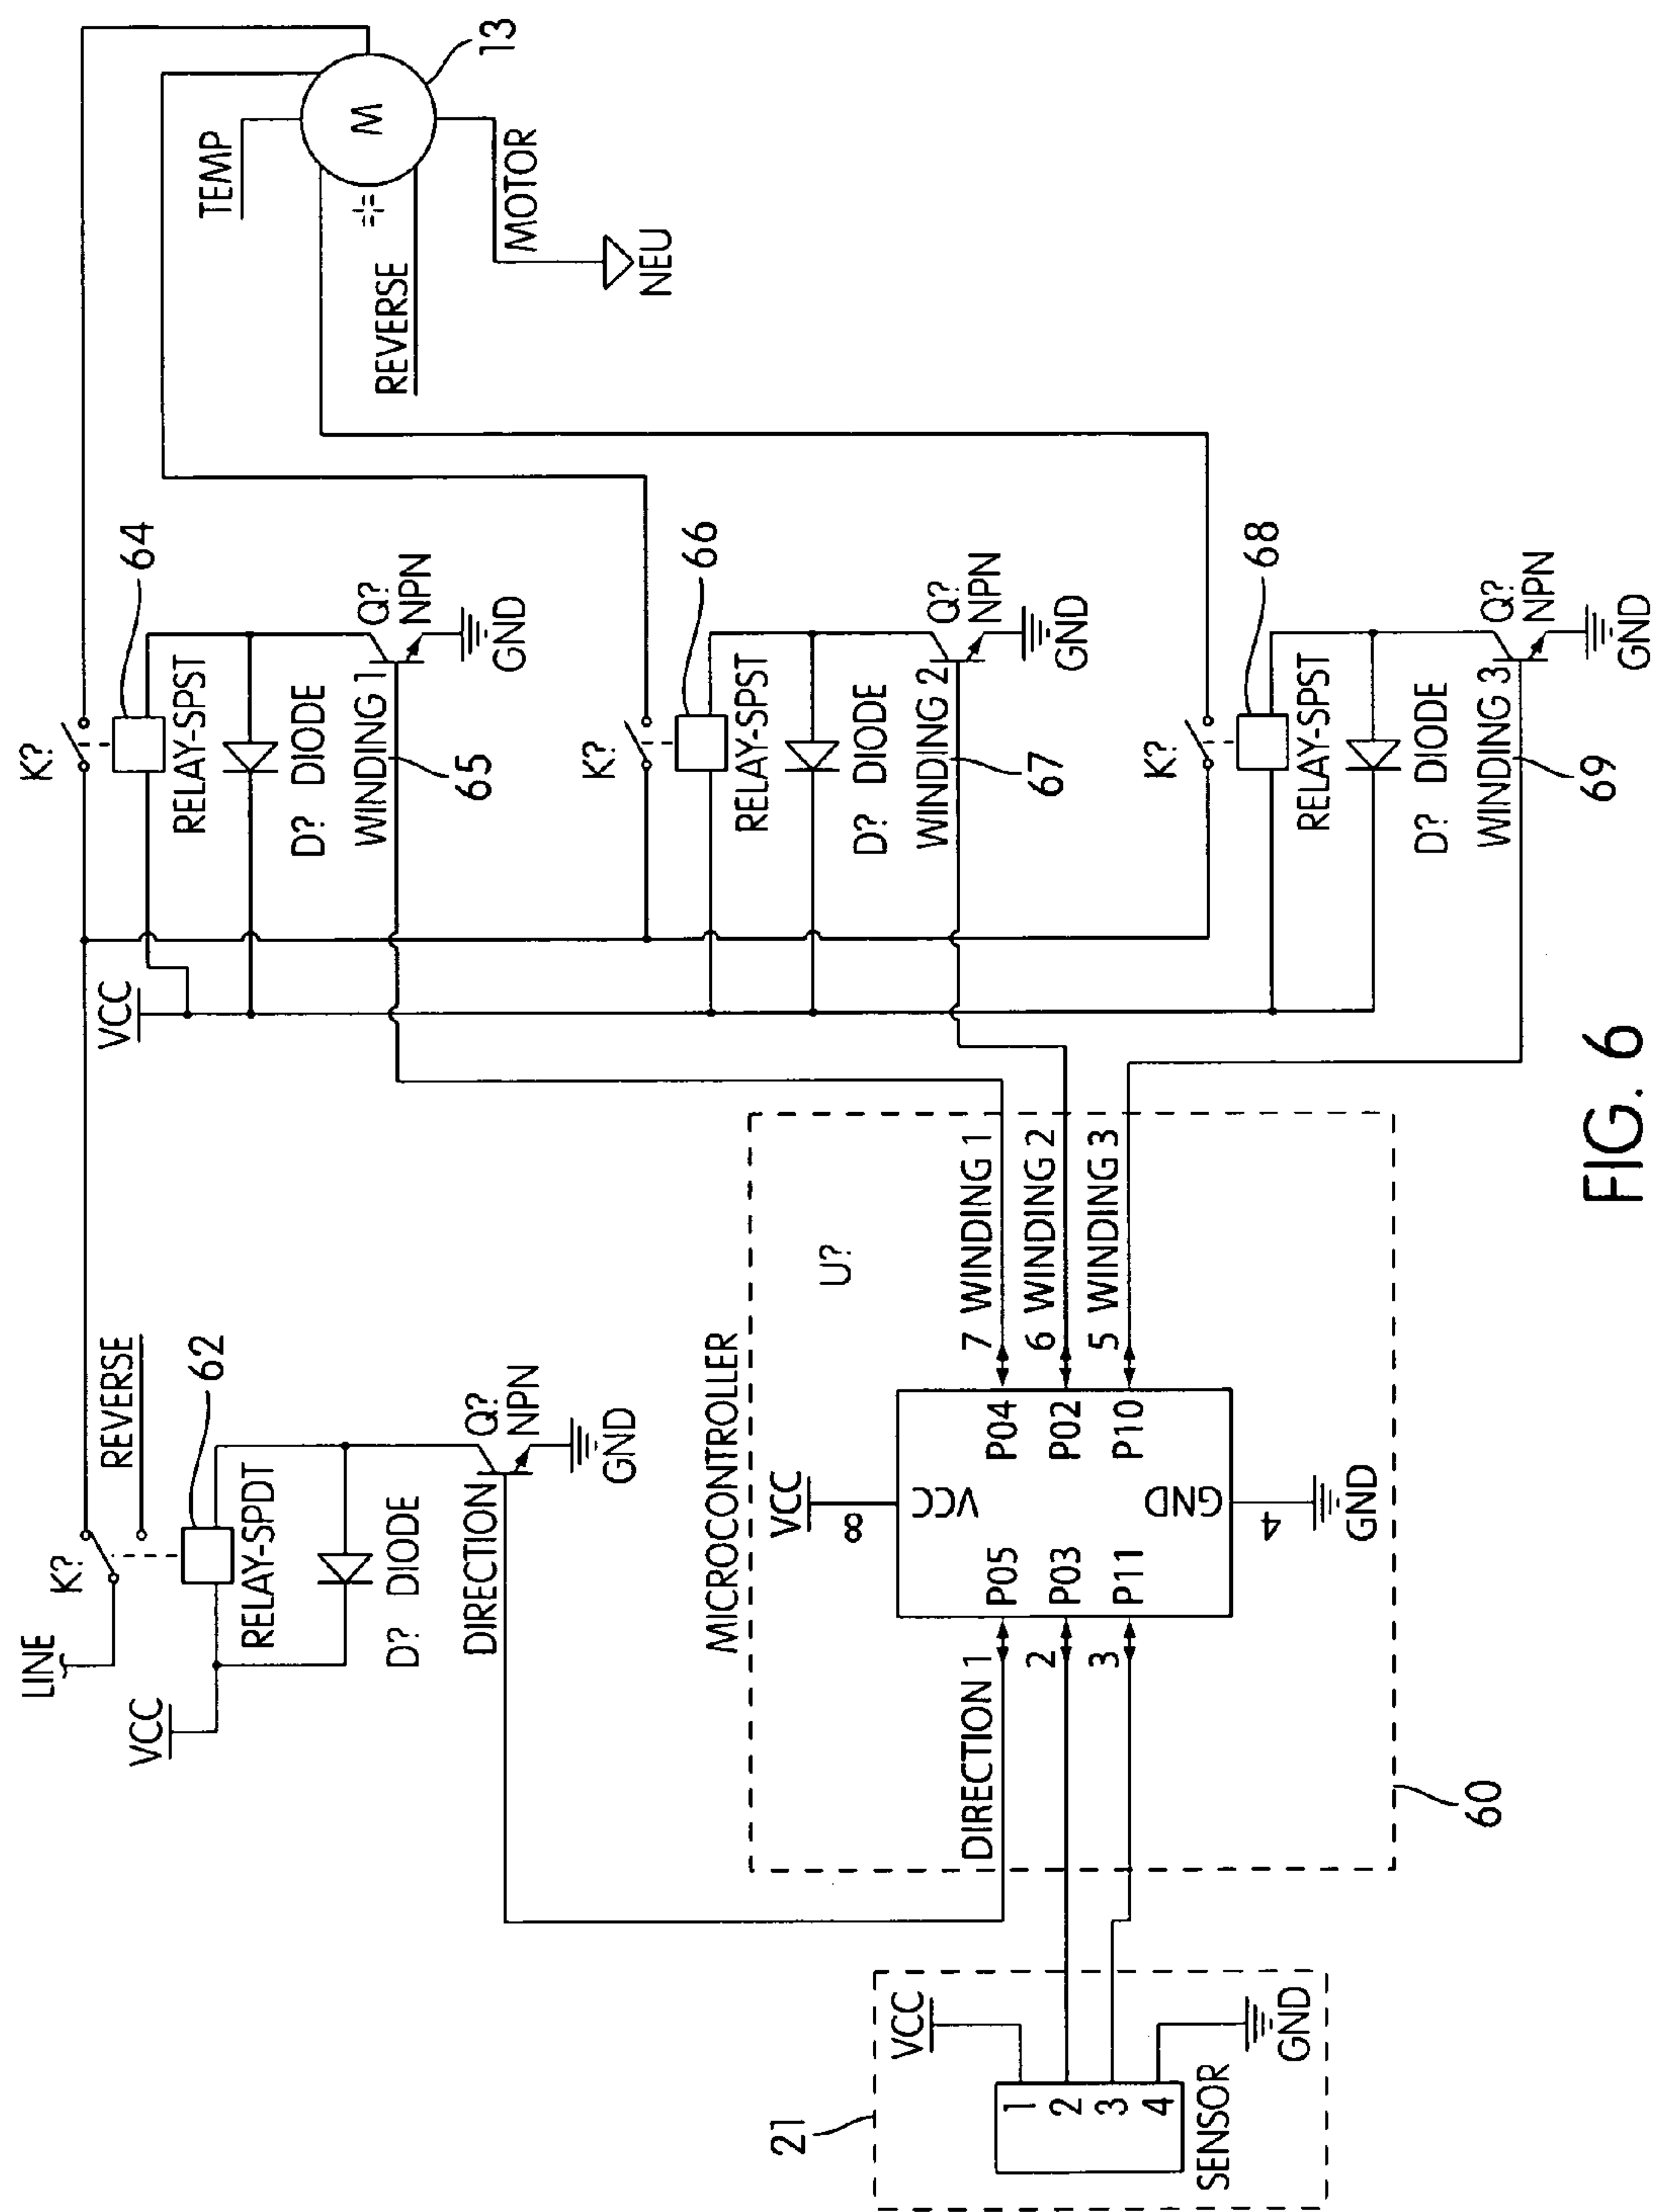 LINE
K?
REVERSE
VCC
62
RELAY-SPDT
D? DIODE
DIRECTION
Q?
NPN
GND
K?
VCC
64
RELAY-SPST
D? DIODE
WINDING 1
65
Q?
NPN
GND
K?
66
RELAY-SPST
D? DIODE
WINDING 2
67
Q?
NPN
GND
K?
68
RELAY-SPST
D? DIODE
WINDING 3
69
Q?
NPN
GND
TEMP
M
13
REVERSE
MOTOR
NEU
MICROCONTROLLER
U?
VCC
8
VCC
DIRECTION 1
P05
P04
7 WINDING 1
2
P03
P02
6 WINDING 2
3
P11
P10
5 WINDING 3
GND
4
GND
60
21
VCC
1
2
3
4
GND
SENSOR
FIG. 6